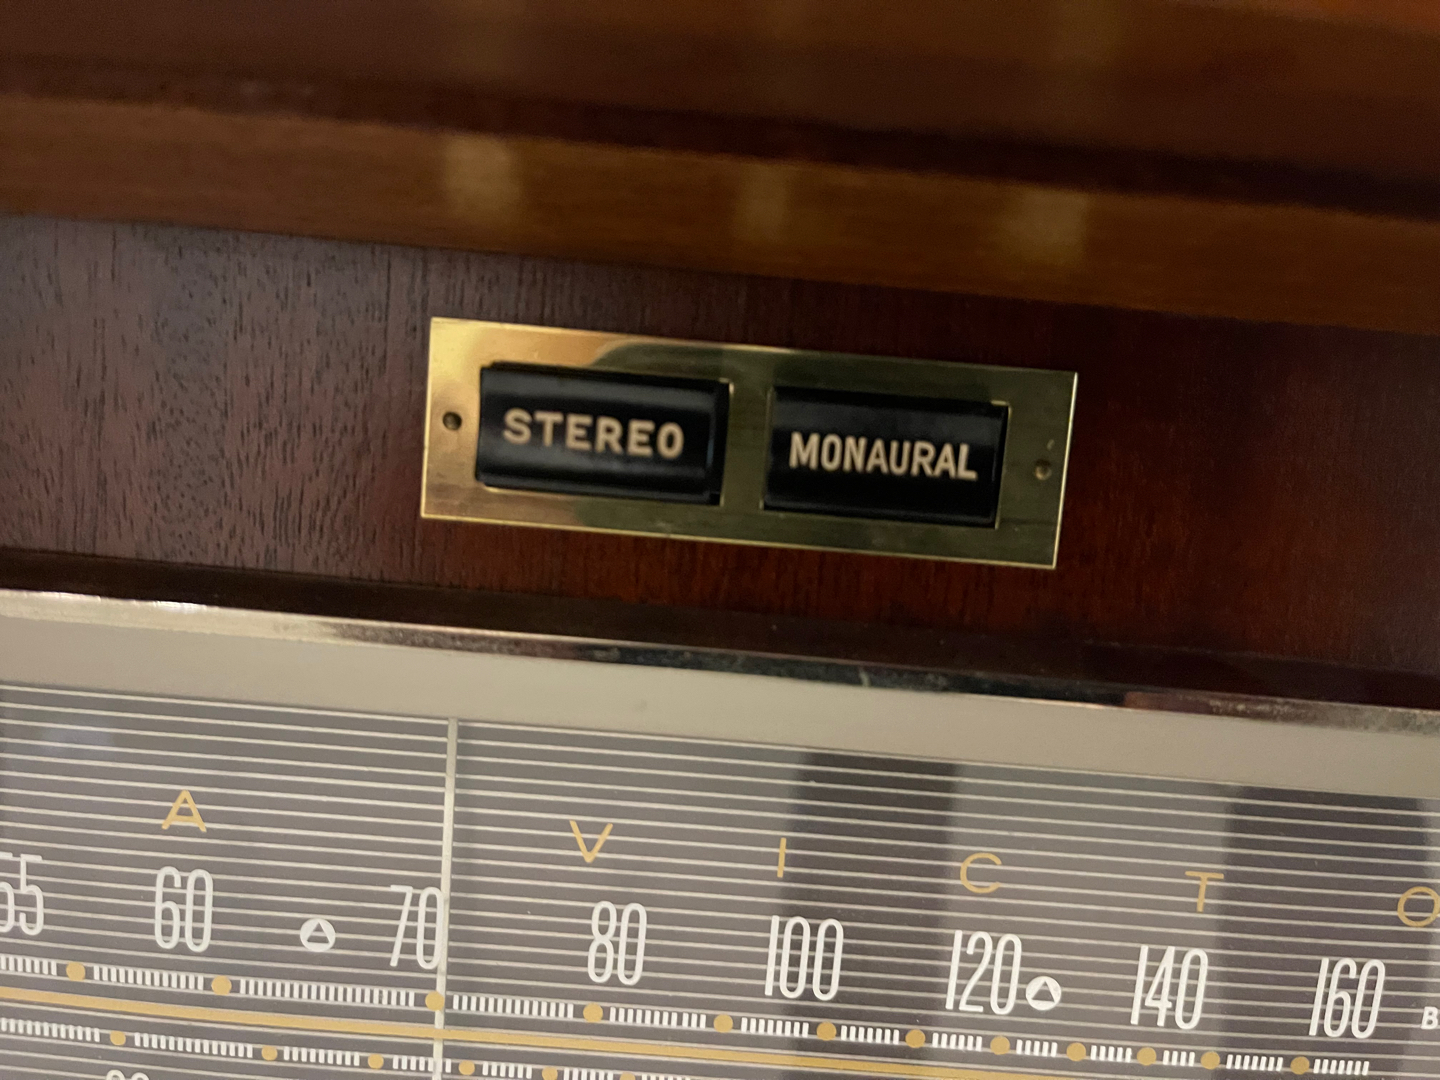 STEREO MONAURAL
A V I C T O
55 60 70 80 100 120 140 160 B